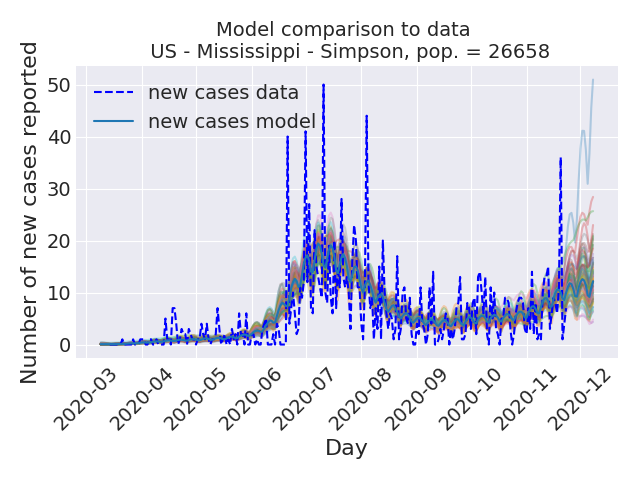 Model comparison to data
US - Mississippi - Simpson, pop. = 26658
Number of new cases reported
50
40
30
20
10
0
new cases data
new cases model
2020-03
2020-04
2020-05
2020-06
2020-07
2020-08
2020-09
2020-10
2020-11
2020-12
Day